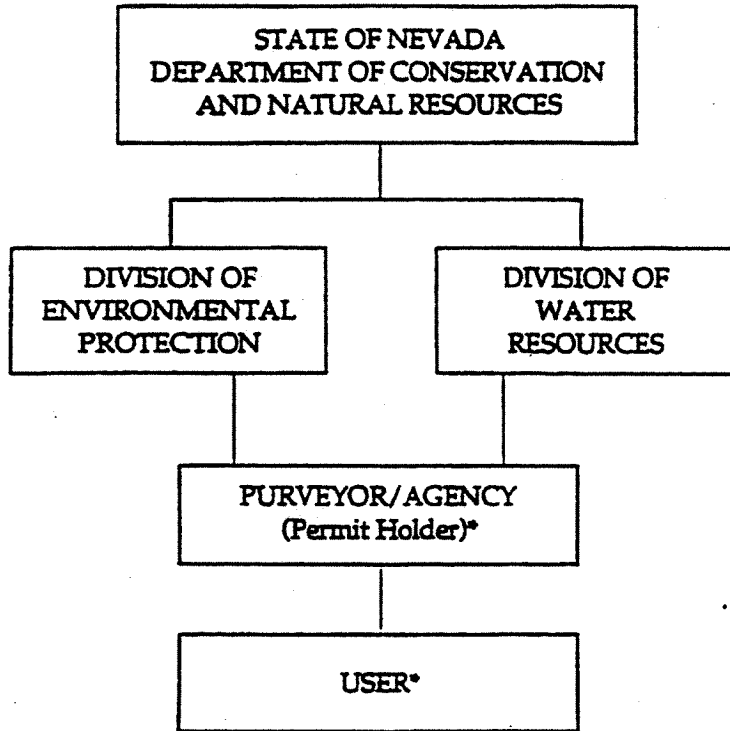 STATE OF NEVADA
DEPARTMENT OF CONSERVATION
AND NATURAL RESOURCES
DIVISION OF
ENVIRONMENTAL
PROTECTION
DIVISION OF
WATER
RESOURCES
PURVEYOR/AGENCY
(Permit Holder)*
USER*